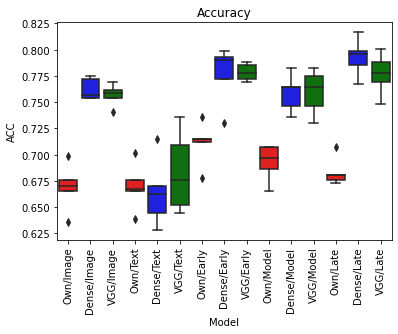 Accuracy
ACC
0.825
0.800
0.775
0.750
0.725
0.700
0.675
0.650
0.625
Own/Image
Dense/Image
VGG/Image
Own/Text
Dense/Text
VGG/Text
Own/Early
Dense/Early
VGG/Early
Own/Model
Dense/Model
VGG/Model
Own/Late
Dense/Late
VGG/Late
Model